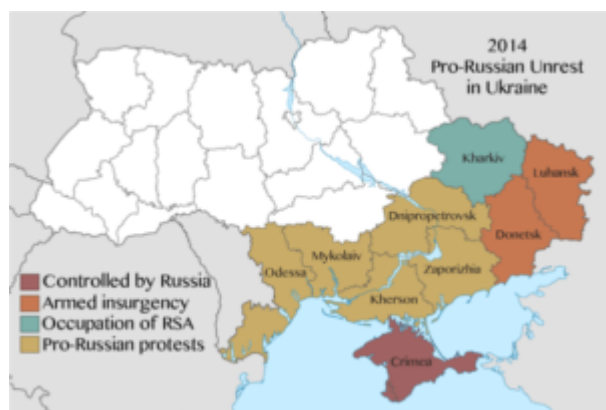 2014
Pro-Russian Unrest
in Ukraine
Kharkiv
Luhansk
Dnipropetrovsk
Donetsk
Mykolaiv
Odessa
Zaporizhia
Kherson
Crimea
Controlled by Russia
Armed insurgency
Occupation of RSA
Pro-Russian protests